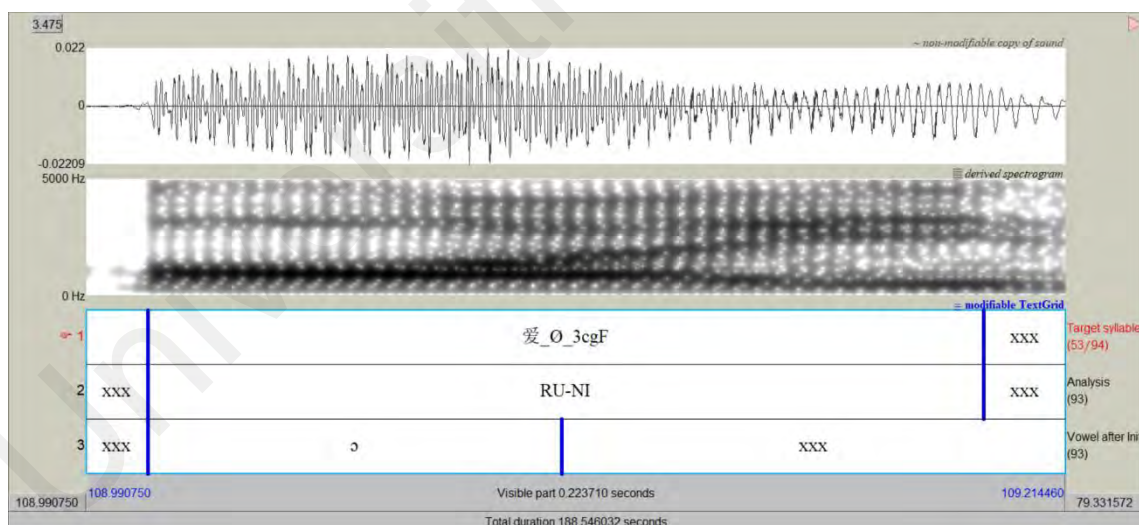 3.475
~ non-modifiable copy of sound
0.022
0
-0.02209
5000 Hz
derived spectrogram
0 Hz
modifiable TextGrid
1 爱_Ø_3cgF xxx Target syllable (53/94)
2 xxx RU-NI xxx Analysis (93)
3 xxx ɔ xxx Vowel after Ini (93)
108.990750 109.214460
108.990750 Visible part 0.223710 seconds 79.331572
Total duration 188.546032 seconds